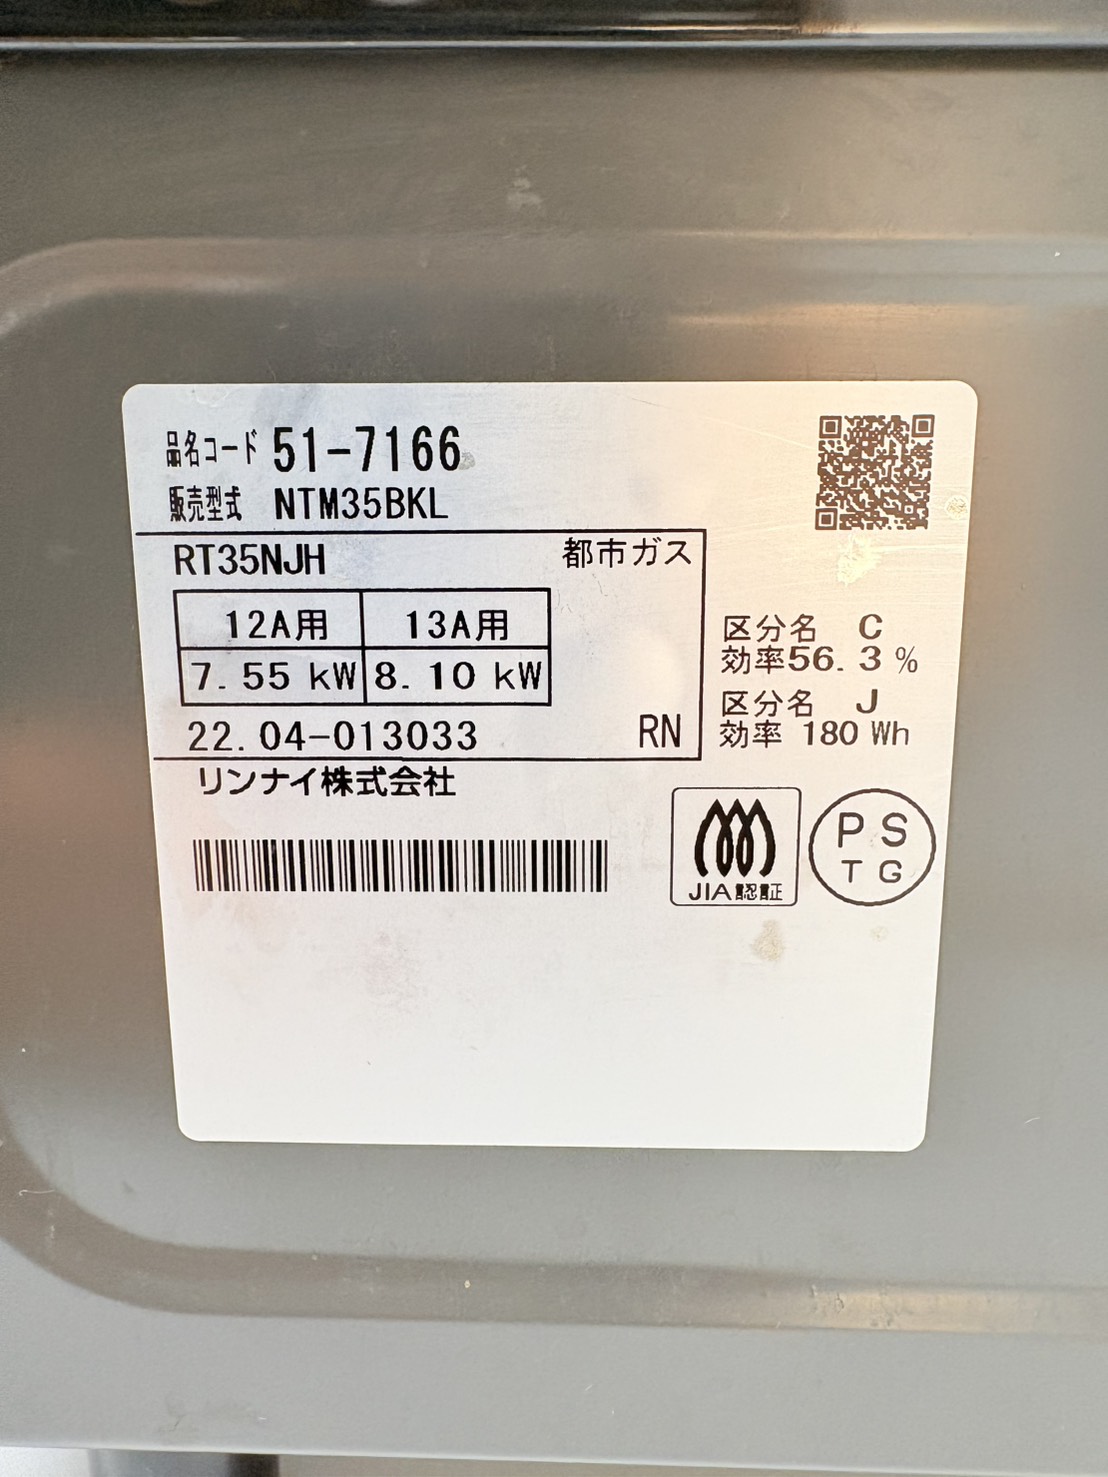 品名コード 51-7166
販売型式 NTM35BKL
RT35NJH 都市ガス
12A用 13A用
7.55 kW 8.10 kW
22.04-013033 RN
区分名 C
効率56.3 %
区分名 J
効率 180 Wh
リンナイ株式会社
JIA認証
PS
TG